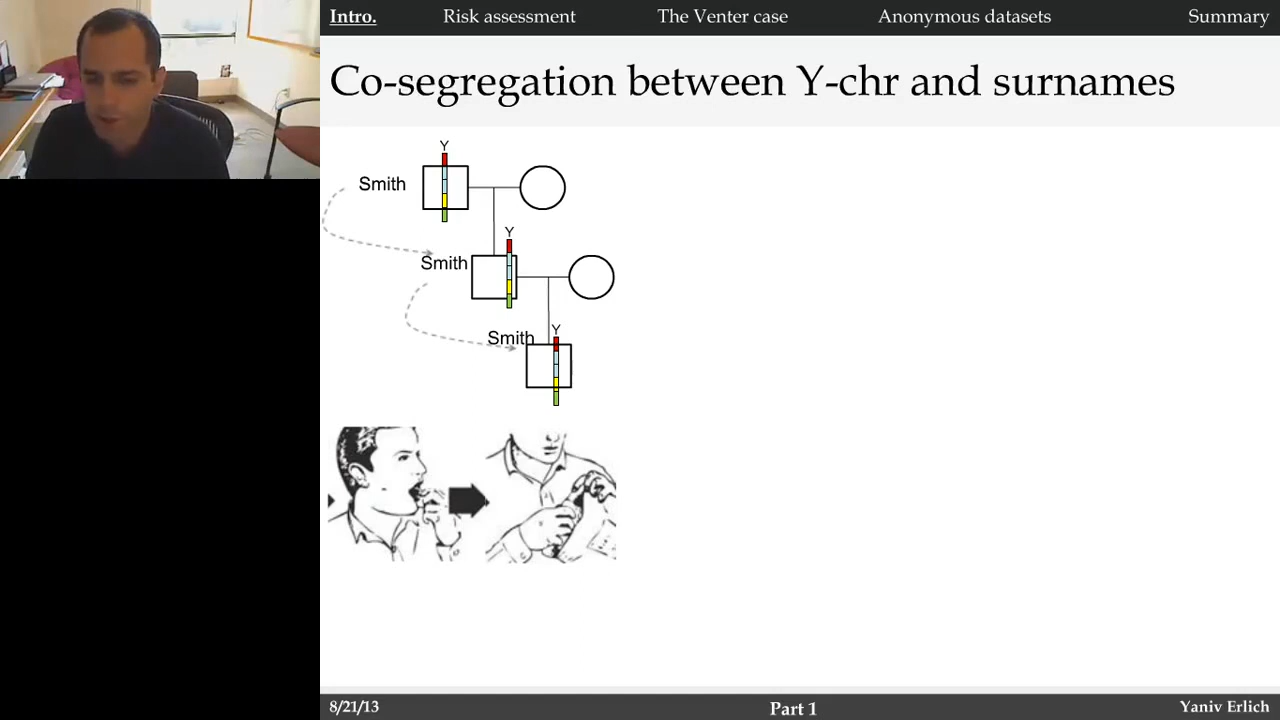 Intro. Risk assessment The Venter case Anonymous datasets Summary
Co-segregation between Y-chr and surnames
Y
Smith
Y
Smith
Y
Smith
8/21/13 Part 1 Yaniv Erlich